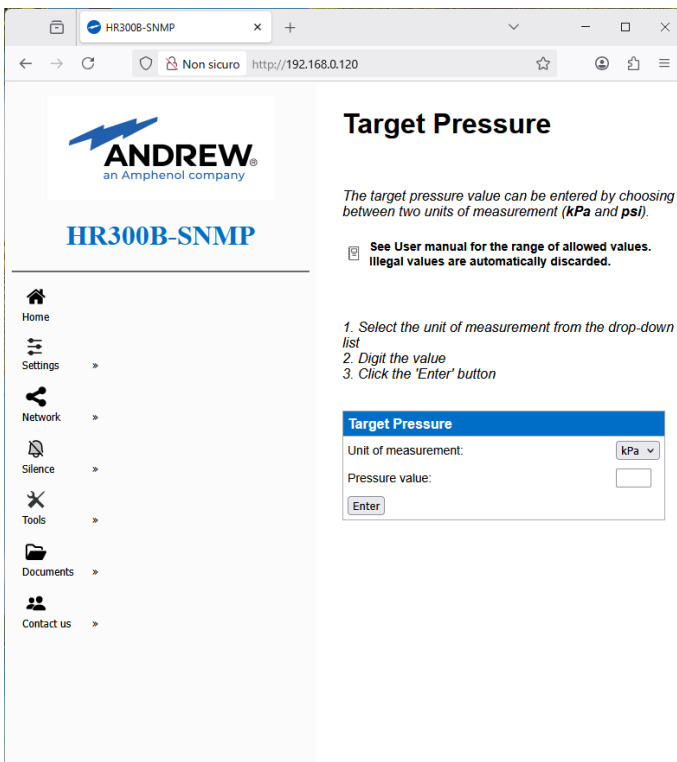 HR300B-SNMP
Non sicuro http://192.168.0.120
ANDREW®
an Amphenol company
HR300B-SNMP
Home
Settings »
Network »
Silence »
Tools »
Documents »
Contact us »
Target Pressure
The target pressure value can be entered by choosing
between two units of measurement (kPa and psi).
See User manual for the range of allowed values.
Illegal values are automatically discarded.
1. Select the unit of measurement from the drop-down
list
2. Digit the value
3. Click the 'Enter' button
Target Pressure
Unit of measurement: kPa
Pressure value:
Enter